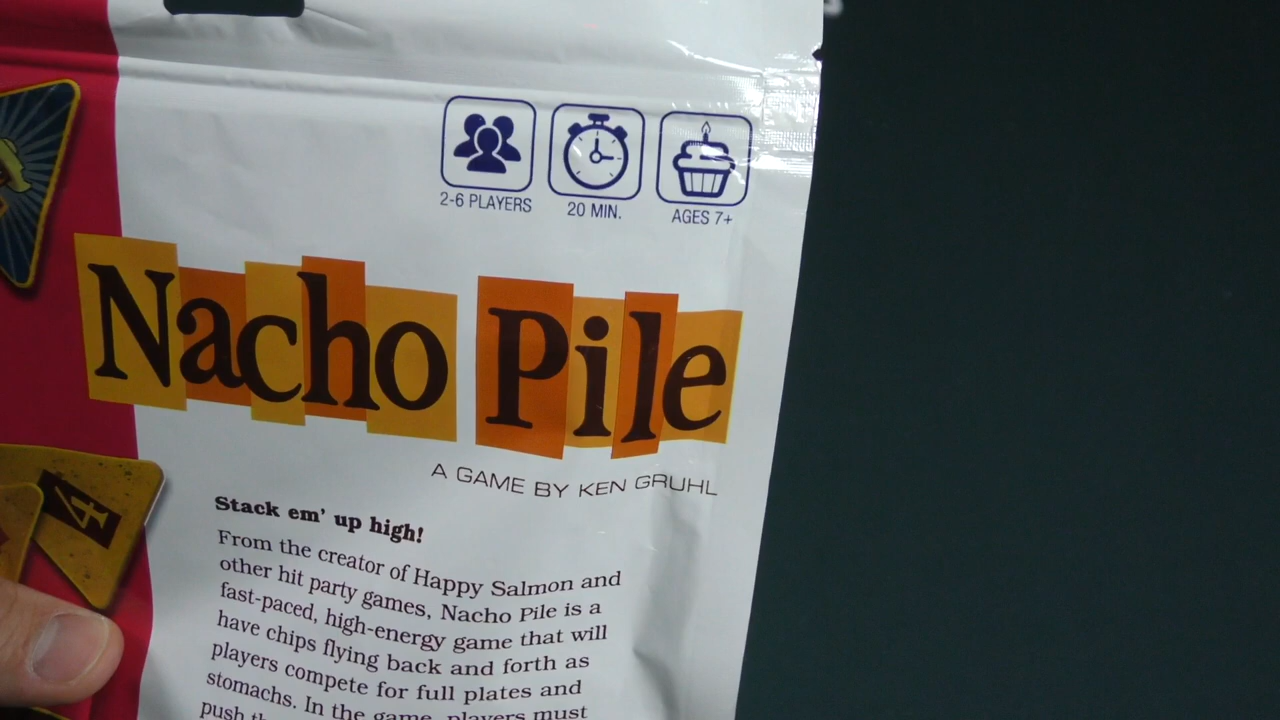 2-6 PLAYERS
20 MIN.
AGES 7+
Nacho Pile
A GAME BY KEN GRUHL
4
Stack em' up high!
From the creator of Happy Salmon and
other hit party games, Nacho Pile is a
fast-paced, high-energy game that will
have chips flying back and forth as
players compete for full plates and
stomachs. In the game, players must
push